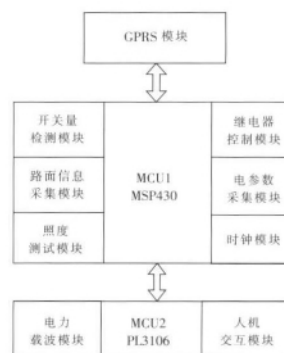 GPRS 模块
开关量
检测模块
路面信息
采集模块
照度
测试模块
MCU1
MSP430
继电器
控制模块
电参数
采集模块
时钟模块
电力
载波模块
MCU2
PL3106
人机
交互模块